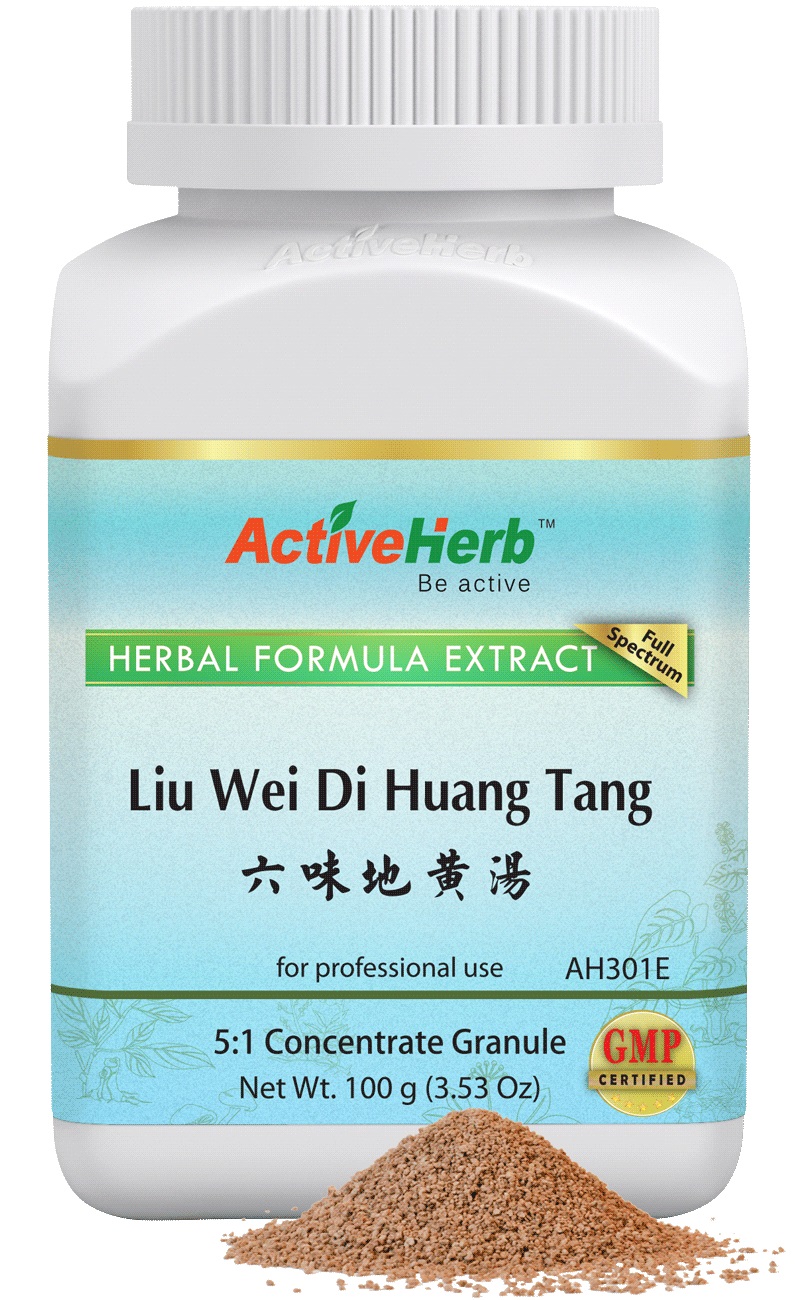 ActiveHerb
ActiveHerb™
Be active
HERBAL FORMULA EXTRACT
Full
Spectrum
Liu Wei Di Huang Tang
六味地黄湯
for professional use AH301E
5:1 Concentrate Granule
Net Wt. 100 g (3.53 Oz)
GMP
CERTIFIED